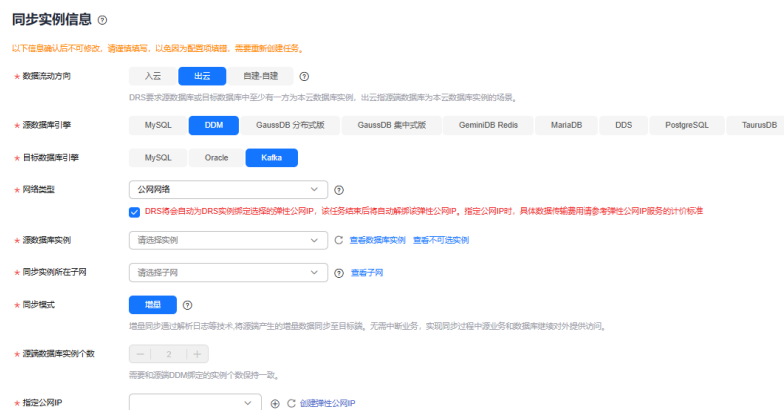 同步实例信息
以下信息确认后不可修改，请谨慎填写，以免因为配置项填错，需要重新创建任务。
* 数据流动方向 入云 出云 自建-自建
DRS要求源数据库或目标数据库中至少有一方为本云数据库实例，出云指源端数据库为本云数据库实例的场景。
* 源数据库引擎 MySQL DDM GaussDB 分布式版 GaussDB 集中式版 GeminiDB Redis MariaDB DDS PostgreSQL TaurusDB
* 目标数据库引擎 MySQL Oracle Kafka
* 网络类型 公网网络
DRS将会自动为DRS实例绑定选择的弹性公网IP，该任务结束后将自动解绑该弹性公网IP。指定公网IP时，具体数据传输费用请参考弹性公网IP服务的计价标准
* 源数据库实例 请选择实例 查看数据库实例 查看不可选实例
* 同步实例所在子网 请选择子网 查看子网
* 同步模式 增量
增量同步通过解析日志等技术,将源端产生的增量数据同步至目标端。无需中断业务，实现同步过程中源业务和数据库继续对外提供访问。
* 源端数据库实例个数 2
需要和源端DDM绑定的实例个数保持一致。
* 指定公网IP 创建弹性公网IP